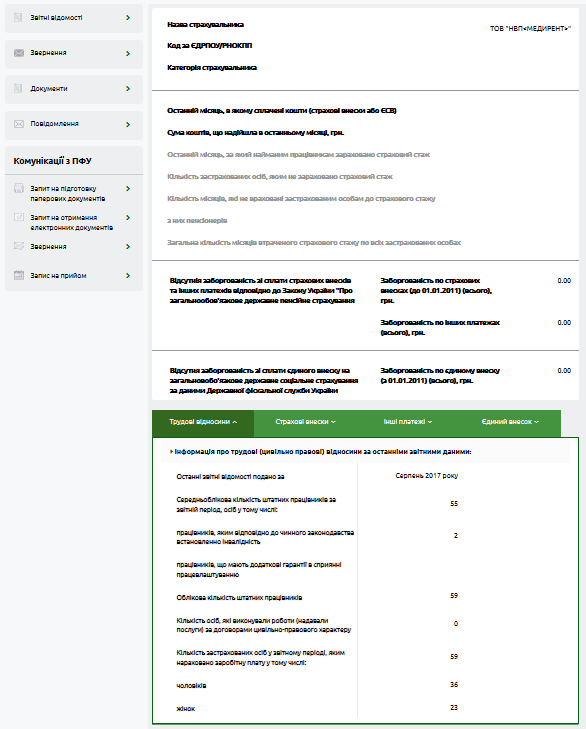 Звітні відомості
Звернення
Документи
Повідомлення
Комунікації з ПФУ
Запит на підготовку
паперових документів
Запит на отримання
електронних документів
Звернення
Запис на прийом
Назва страхувальника
ТОВ "НВП<МЕДИРЕНТ>"
Код за ЄДРПОУ/РНОКПП
Категорія страхувальника
Останній місяць, в якому сплачені кошти (страхові внески або ЄСВ)
Сума коштів, що надійшла в останньому місяці, грн.
Останній місяць, за який найманим працівникам зараховано страховий стаж
Кількість застрахованих осіб, яким не зараховано страховий стаж
Кількість місяців, які не враховані застрахованим особам до страхового стажу
з них пенсіонерів
Загальна кількість місяців втраченого страхового стажу по всіх застрахованих особах
Відсутня заборгованість зі сплати страхових внесків
та інших платежів відповідно до Закону України "Про
загальнообов'язкове державне пенсійне страхування
Заборгованість по страхових
внесках (до 01.01.2011) (всього),
грн.
0.00
Заборгованість по інших платежах
(всього), грн.
0.00
Відсутня заборгованість зі сплати єдиного внеску на
загальнообов'язкове державне соціальне страхування
за даними Державної фіскальної служби України
Заборгованість по єдиному внеску
(з 01.01.2011) (всього), грн.
0.00
Трудові відносини
Страхові внески
Інші платежі
Єдиний внесок
Інформація про трудові (цивільно правові) відносини за останніми звітними даними:
Останні звітні відомості подано за
Серпень 2017 року
Середньооблікова кількість штатних працівників за
звітній період, осіб у тому числі:
55
працівників, яким відповідно до чинного законодавства
встановлено інвалідність
2
працівників, що мають додаткові гарантії в сприянні
працевлаштуванню
Облікова кількість штатних працівників
59
Кількість осіб, які виконували роботи (надавали
послуги) за договорами цивільно-правового характеру
0
Кількість застрахованих осіб у звітному періоді, яким
нараховано заробітну плату у тому числі:
59
чоловіків
36
жінок
23